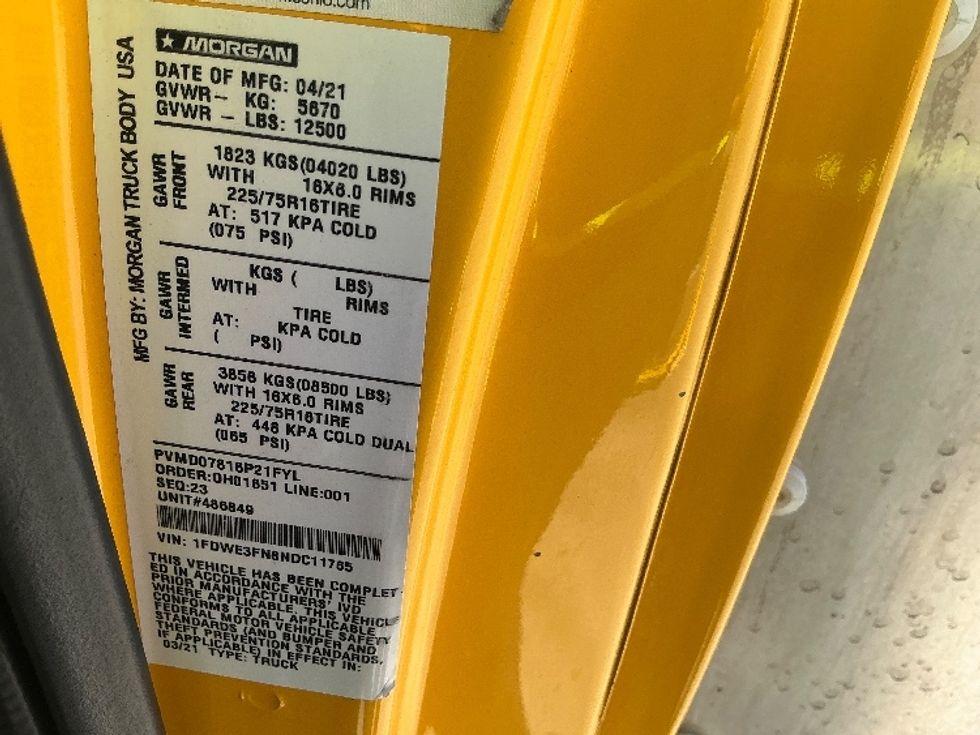 MORGAN
DATE OF MFG: 04/21
GVWR- KG: 5670
GVWR - LBS: 12500
MFG BY: MORGAN TRUCK BODY USA
GAWR
FRONT
1823 KGS(04020 LBS)
WITH 16X6.0 RIMS
225/75R16TIRE
AT: 517 KPA COLD
(075 PSI)
GAWR
INTERMED
KGS ( LBS)
WITH RIMS
TIRE
AT: KPA COLD
( PSI)
GAWR
REAR
3856 KGS(08500 LBS)
WITH 16X6.0 RIMS
225/75R16TIRE
AT: 448 KPA COLD DUAL
(065 PSI)
PVMD07816P21FYL
ORDER:OH01651 LINE:001
SEQ:23
UNIT#486849
VIN: 1FDWE3FN6NDC11765
THIS VEHICLE HAS BEEN COMPLET-
ED IN ACCORDANCE WITH THE
PRIOR MANUFACTURERS' IVD
WHERE APPLICABLE. THIS VEHICLE
CONFORMS TO ALL APPLICABLE
FEDERAL MOTOR VEHICLE SAFETY
STANDARDS (AND BUMPER AND
THEFT PREVENTION STANDARDS,
IF APPLICABLE) IN EFFECT IN:
03/21 TYPE: TRUCK